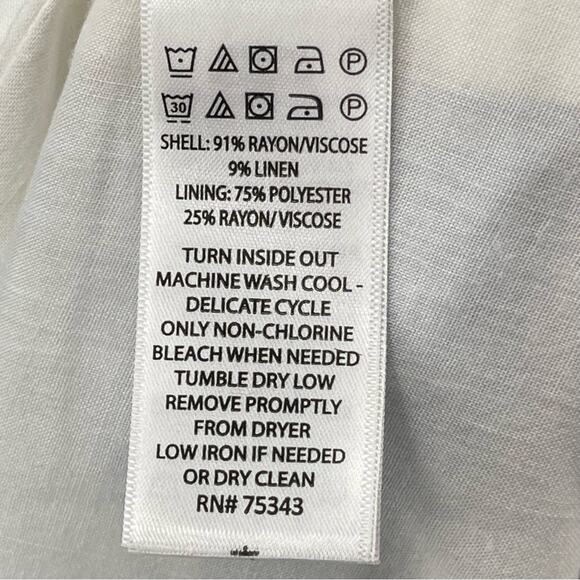 P
30 P
SHELL: 91% RAYON/VISCOSE
9% LINEN
LINING: 75% POLYESTER
25% RAYON/VISCOSE
TURN INSIDE OUT
MACHINE WASH COOL -
DELICATE CYCLE
ONLY NON-CHLORINE
BLEACH WHEN NEEDED
TUMBLE DRY LOW
REMOVE PROMPTLY
FROM DRYER
LOW IRON IF NEEDED
OR DRY CLEAN
RN# 75343